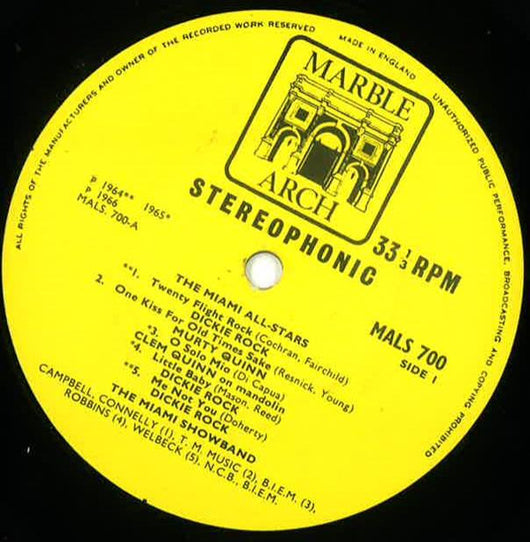 ALL RIGHTS OF THE MANUFACTURERS AND OWNER OF THE RECORDED WORK RESERVED
MADE IN ENGLAND
UNAUTHORIZED PUBLIC PERFORMANCE, BROADCASTING AND COPYING PROHIBITED
MARBLE
ARCH
STEREOPHONIC
33 1/3 RPM
P 1964** 1965*
P 1966
MALS. 700-A
MALS 700
SIDE 1
THE MIAMI ALL-STARS
**1. Twenty Flight Rock (Cochran, Fairchild)
DICKIE ROCK
2. One Kiss For Old Times Sake (Resnick, Young)
MURTY QUINN
*3. O Solo Mio (Di Capua)
CLEM QUINN on mandolin
*4. Little Baby (Mason, Reed)
DICKIE ROCK
**5. Me Not You (Doherty)
DICKIE ROCK
THE MIAMI SHOWBAND
CAMPBELL, CONNELLY (1), T. M. MUSIC (2), B.I.E.M. (3),
ROBBINS (4), WELBECK (5), N.C.B., B.I.E.M.